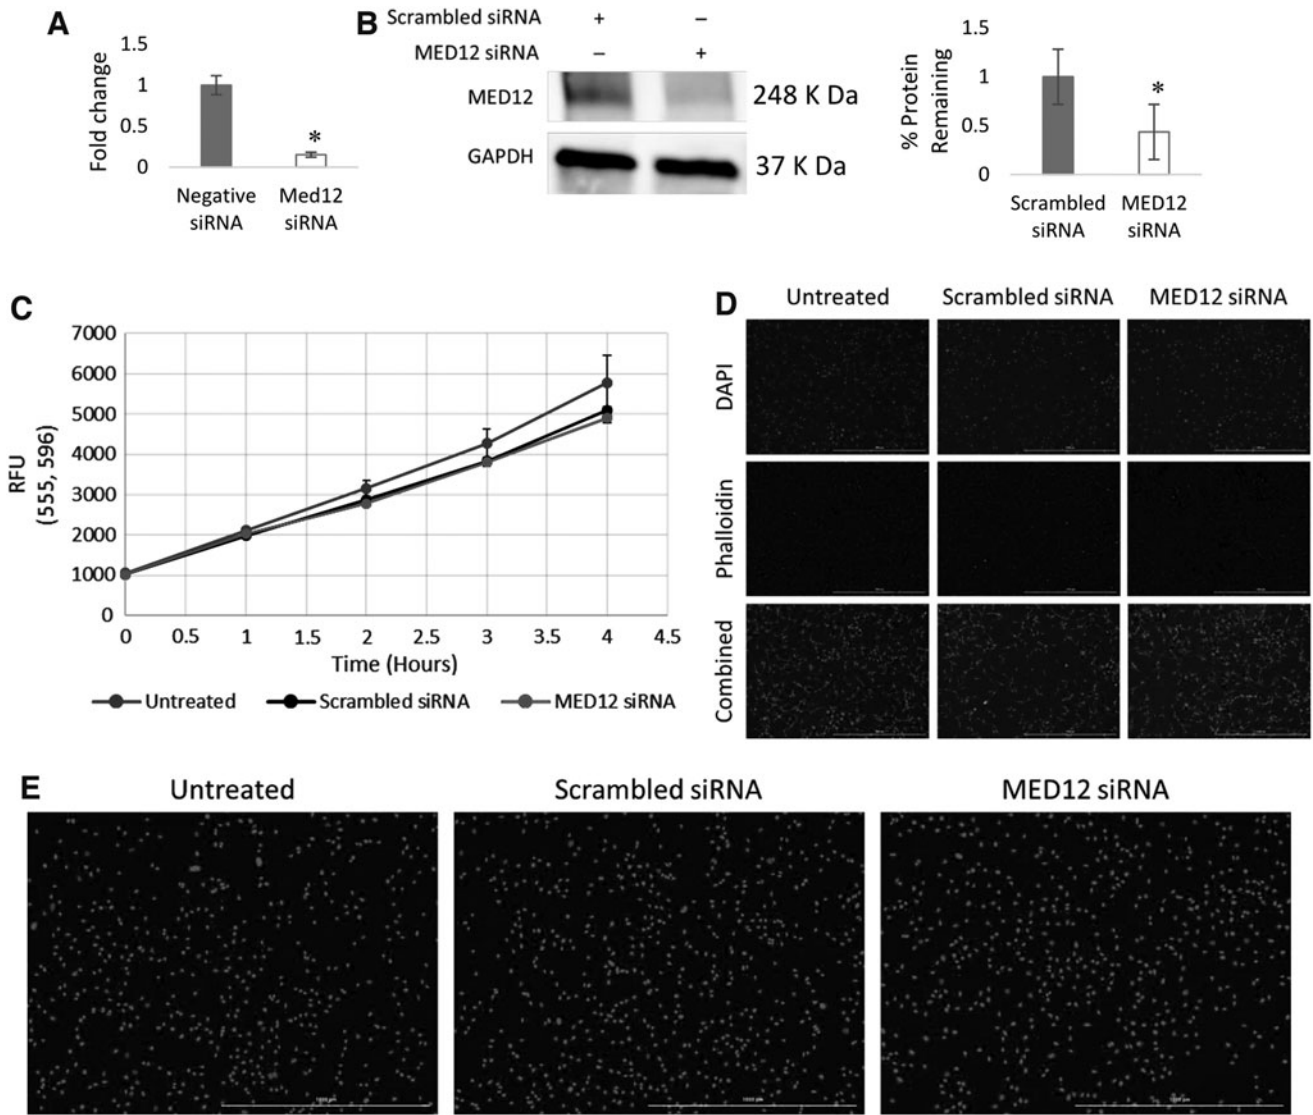 A
Fold change
1.5
1
0.5
0
*
Negative
siRNA
Med12
siRNA
B
Scrambled siRNA + –
MED12 siRNA – +
MED12 248 K Da
GAPDH 37 K Da
% Protein
Remaining
1.5
1
0.5
0
*
Scrambled
siRNA
MED12
siRNA
C
RFU
(555, 596)
7000
6000
5000
4000
3000
2000
1000
0
0 0.5 1 1.5 2 2.5 3 3.5 4 4.5
Time (Hours)
Untreated Scrambled siRNA MED12 siRNA
D
Untreated Scrambled siRNA MED12 siRNA
DAPI
Phalloidin
Combined
E
Untreated Scrambled siRNA MED12 siRNA